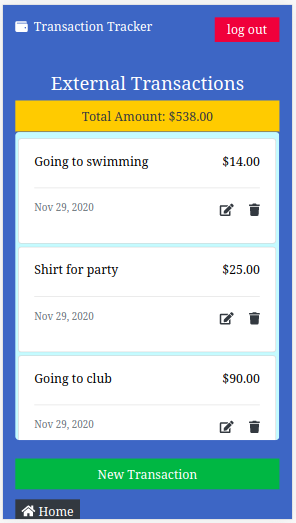 Transaction Tracker
log out
External Transactions
Total Amount: $538.00
Going to swimming $14.00
Nov 29, 2020
Shirt for party $25.00
Nov 29, 2020
Going to club $90.00
Nov 29, 2020
New Transaction
Home